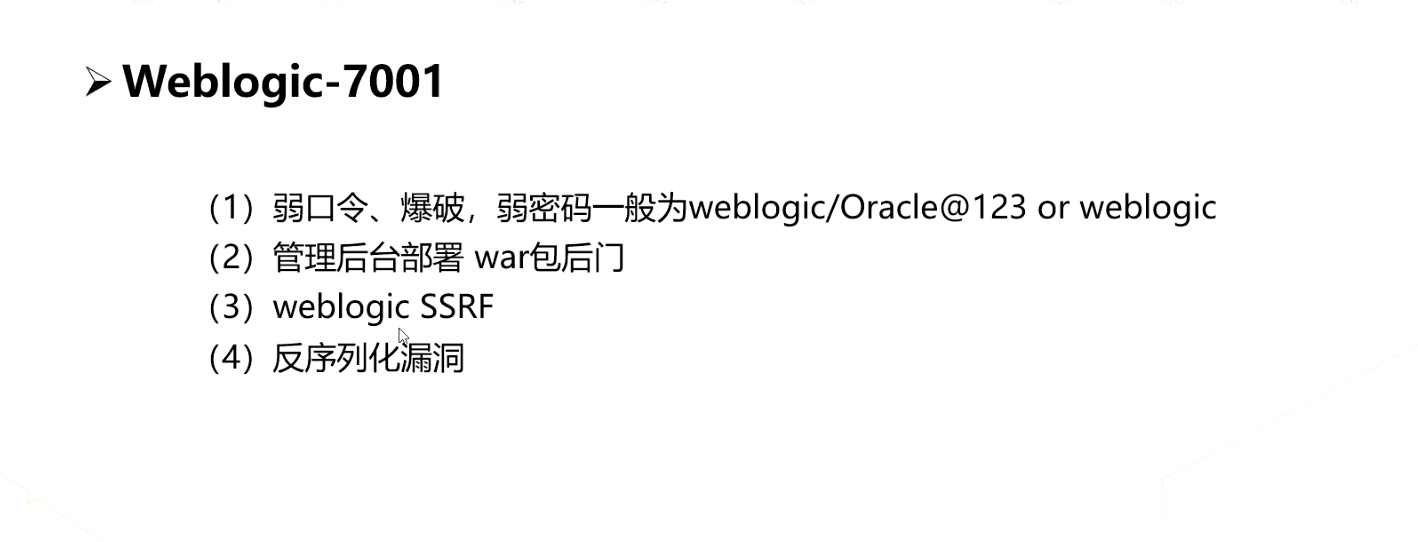 Weblogic-7001
（1）弱口令、爆破，弱密码一般为weblogic/Oracle@123 or weblogic
（2）管理后台部署 war包后门
（3）weblogic SSRF
（4）反序列化漏洞